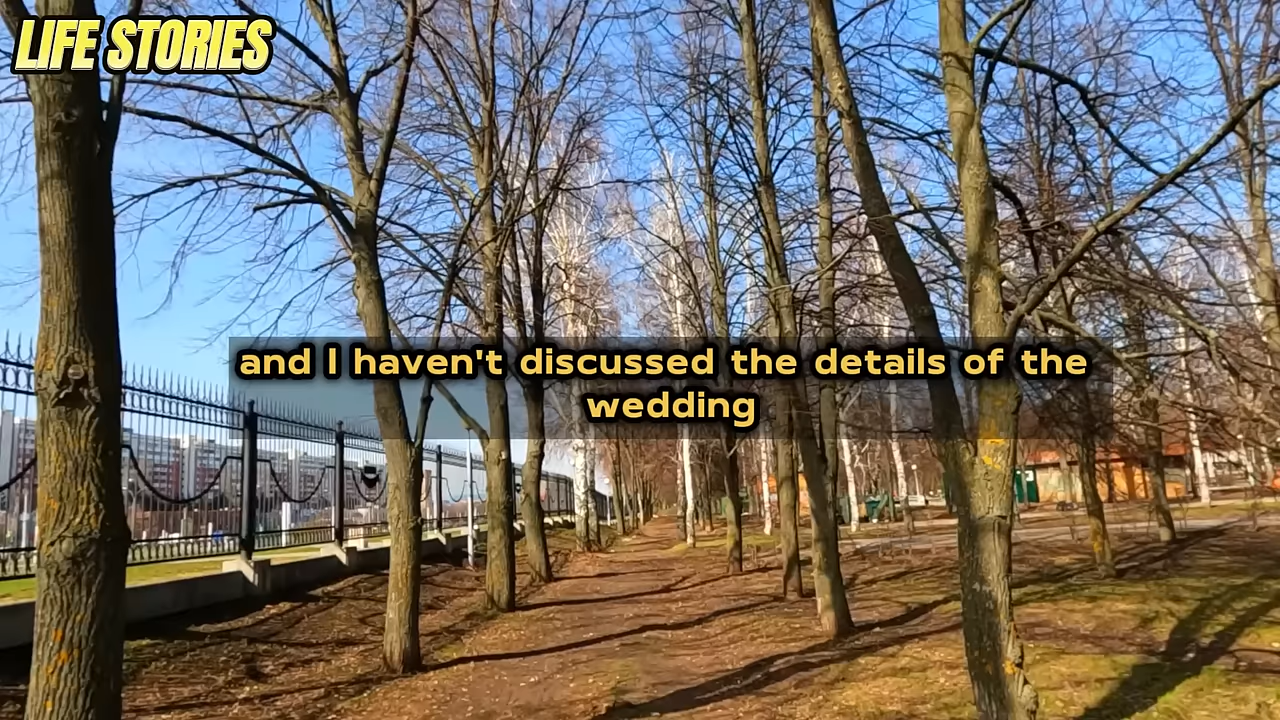 LIFE STORIES
and I haven't discussed the details of the
wedding